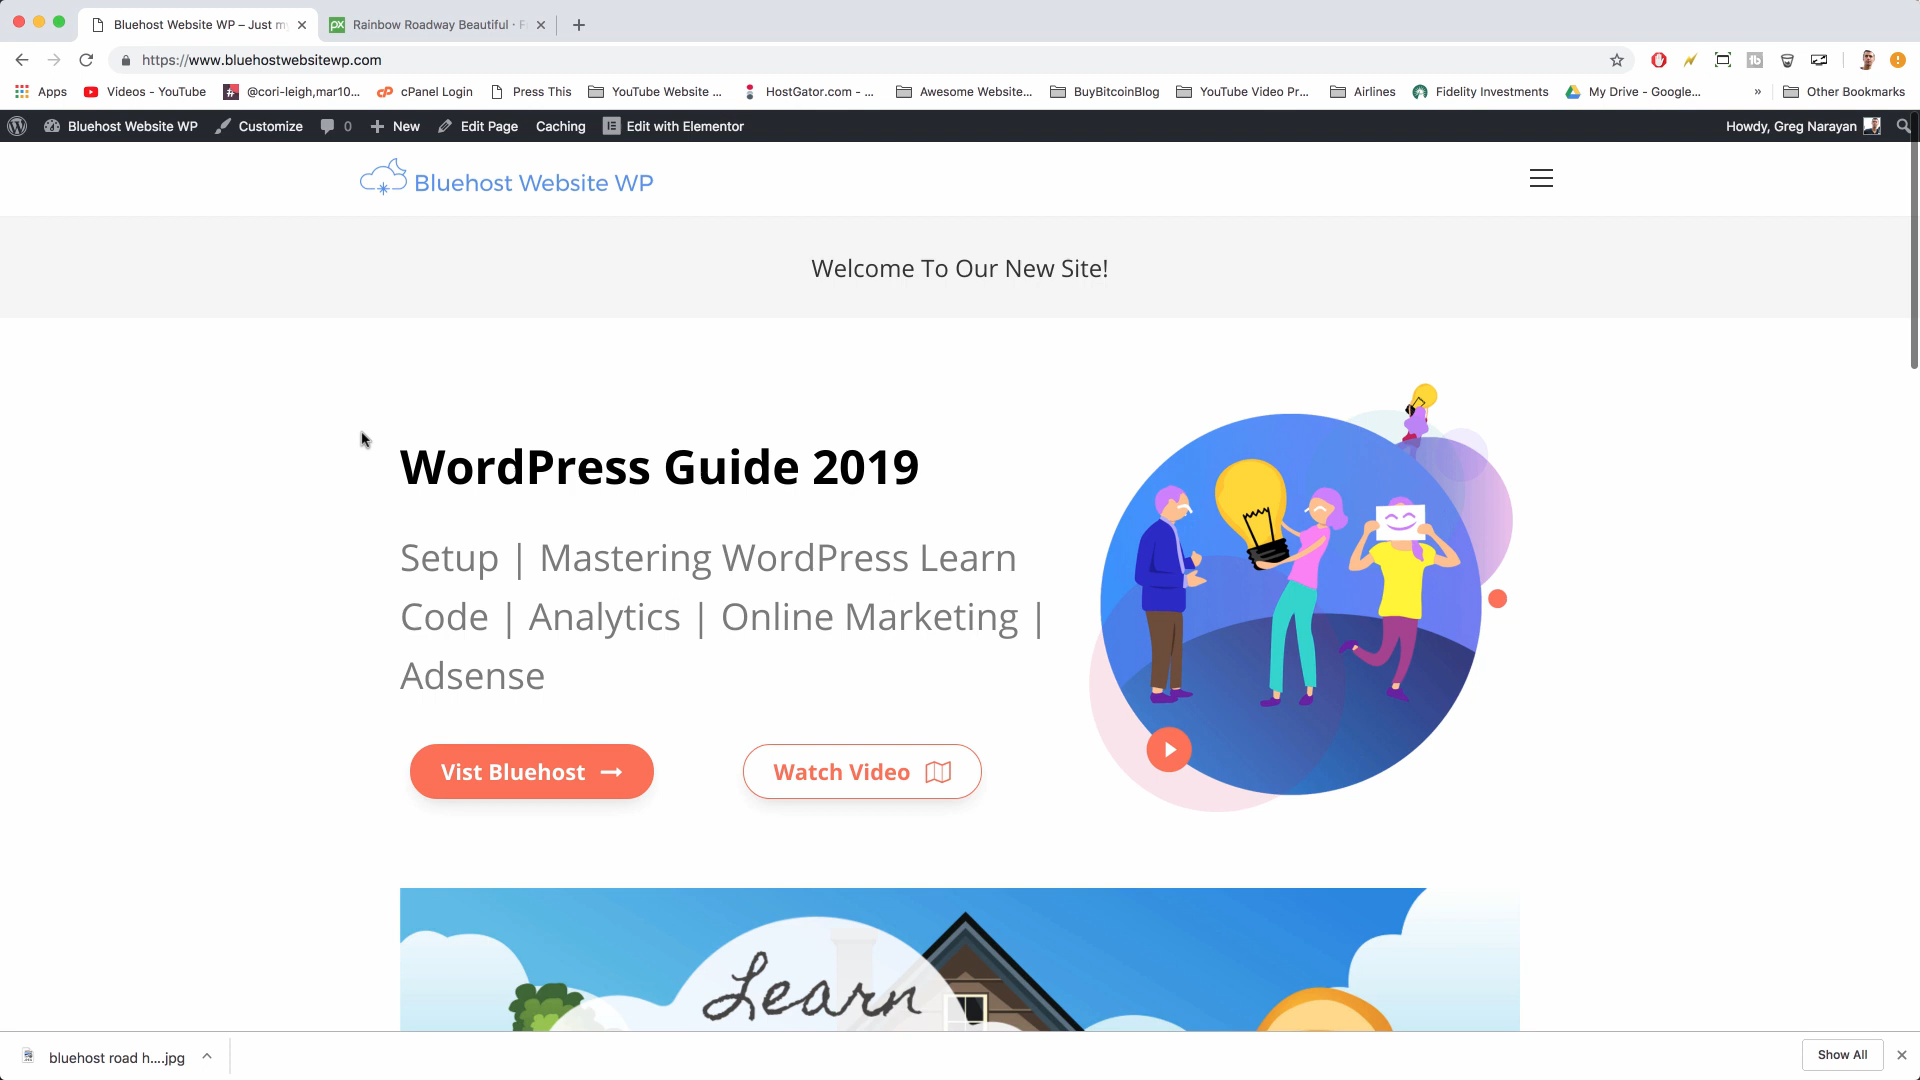 Bluehost Website WP – Just my
Rainbow Roadway Beautiful · F
https://www.bluehostwebsitewp.com
Apps
Videos - YouTube
@cori-leigh,mar10...
cPanel Login
Press This
YouTube Website ...
HostGator.com - ...
Awesome Website...
BuyBitcoinBlog
YouTube Video Pr...
Airlines
Fidelity Investments
My Drive - Google...
»
Other Bookmarks
Bluehost Website WP
Customize
0
New
Edit Page
Caching
Edit with Elementor
Howdy, Greg Narayan
Bluehost Website WP
Welcome To Our New Site!
WordPress Guide 2019
Setup | Mastering WordPress Learn
Code | Analytics | Online Marketing |
Adsense
Vist Bluehost
Watch Video
Learn
bluehost road h....jpg
Show All